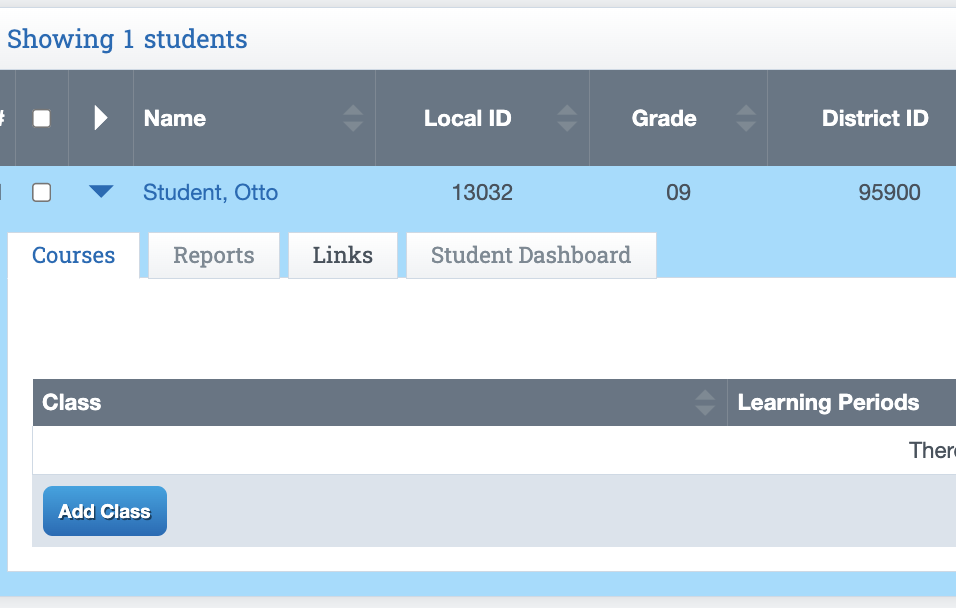 Showing 1 students
# Name Local ID Grade District ID
Student, Otto 13032 09 95900
Courses Reports Links Student Dashboard
Class Learning Periods
Add Class